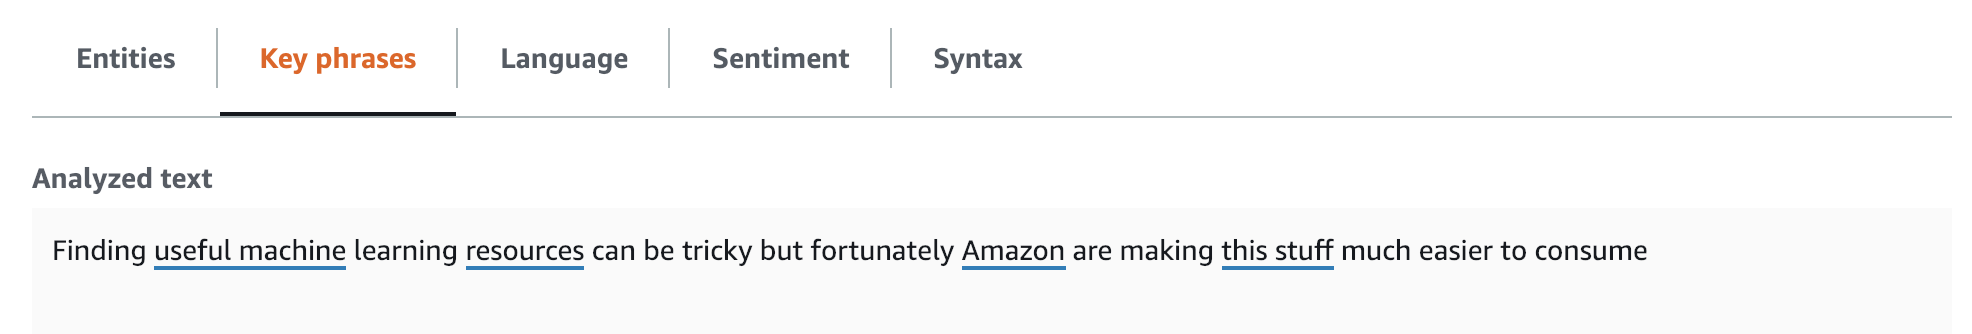 Entities Key phrases Language Sentiment Syntax
Analyzed text
Finding useful machine learning resources can be tricky but fortunately Amazon are making this stuff much easier to consume